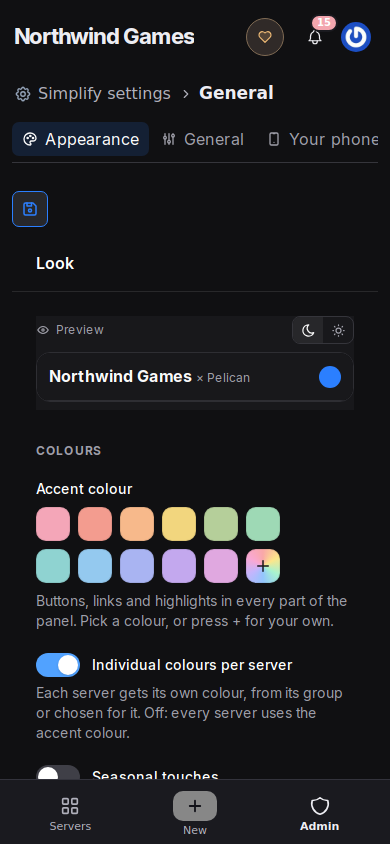 Northwind Games
15
Simplify settings › General
Appearance
General
Your phone
Look
Preview
Northwind Games × Pelican
COLOURS
Accent colour
Buttons, links and highlights in every part of the
panel. Pick a colour, or press + for your own.
Individual colours per server
Each server gets its own colour, from its group
or chosen for it. Off: every server uses the
accent colour.
Seasonal touches
Servers
New
Admin